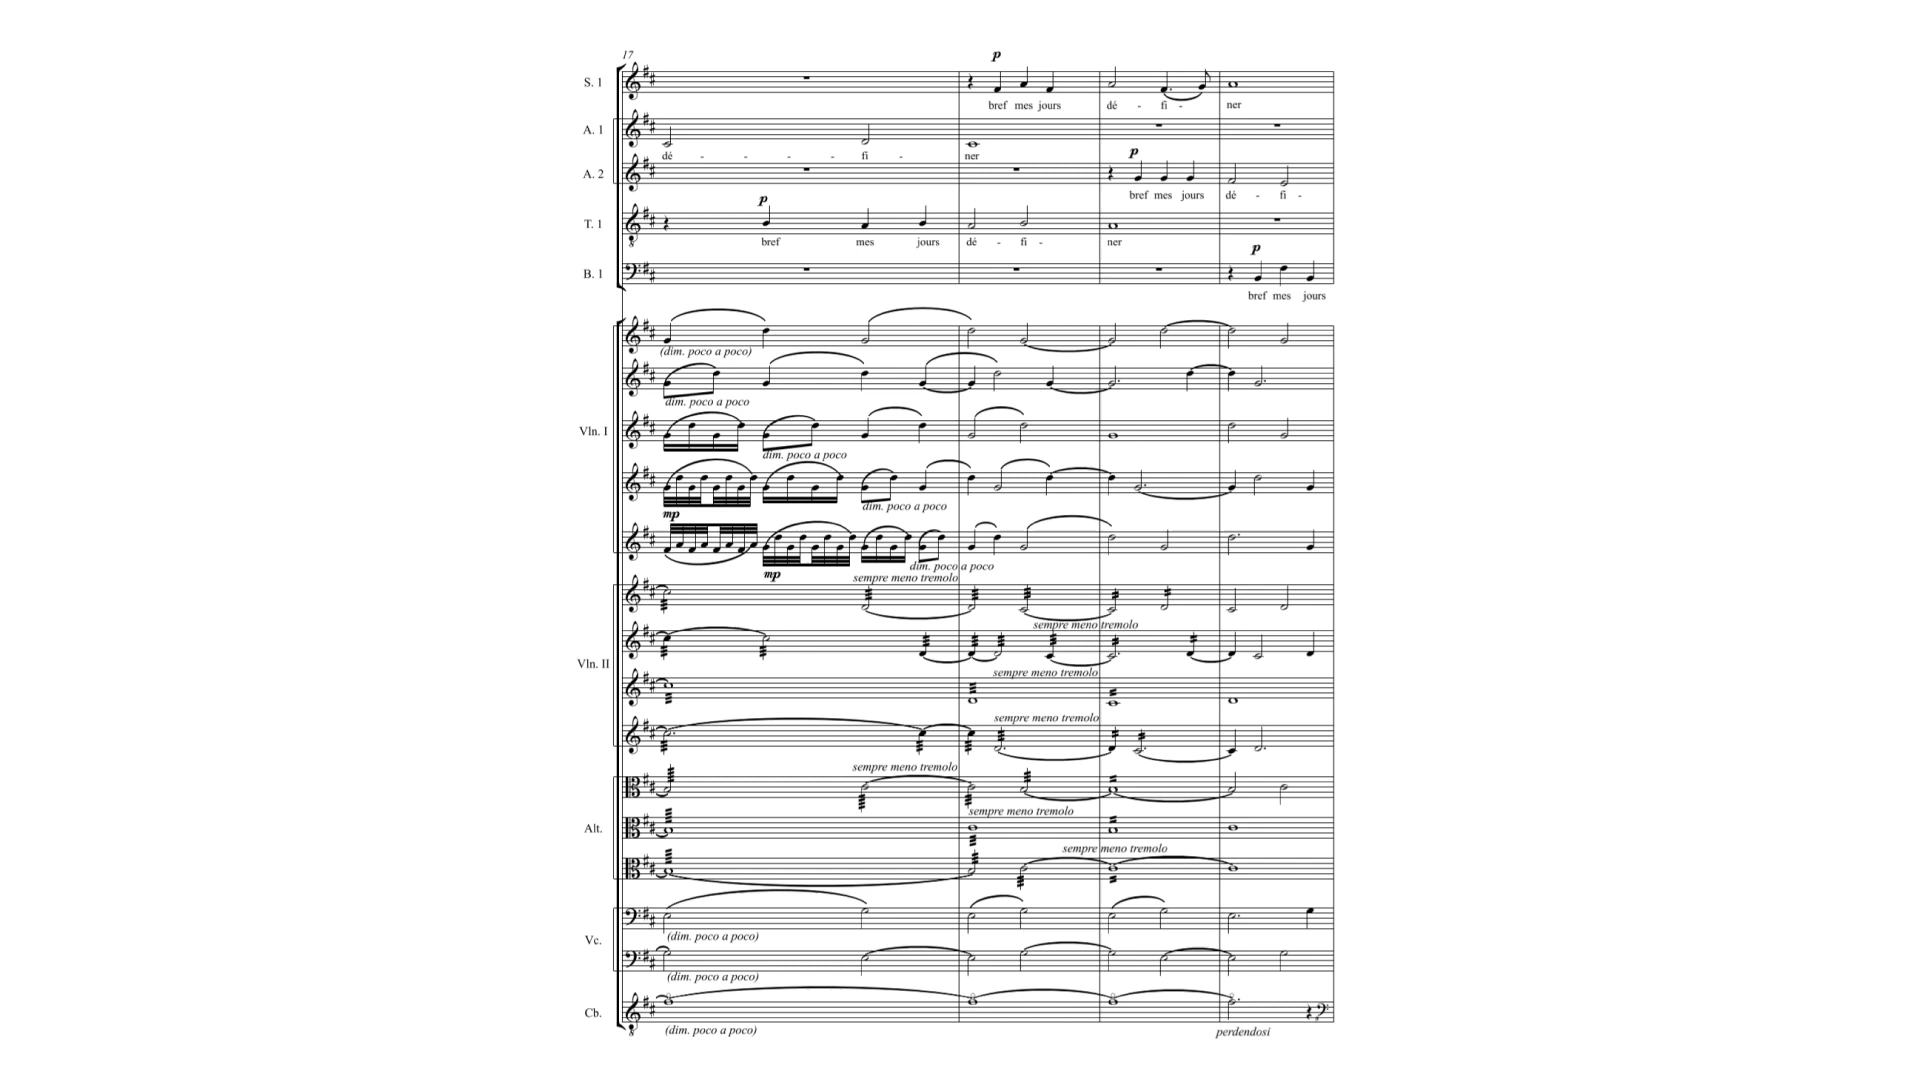 17
p
S. 1
bref mes jours dé - fi - ner
A. 1
dé - - - fi - ner
p
A. 2
bref mes jours dé - fi -
p
T. 1
bref mes jours dé - fi - ner
p
B. 1
bref mes jours
(dim. poco a poco)
dim. poco a poco
Vln. I
dim. poco a poco
dim. poco a poco
mp
dim. poco a poco
mp
sempre meno tremolo
sempre meno tremolo
Vln. II
sempre meno tremolo
sempre meno tremolo
sempre meno tremolo
sempre meno tremolo
Alt.
sempre meno tremolo
(dim. poco a poco)
Vc.
(dim. poco a poco)
Cb.
(dim. poco a poco)
perdendosi